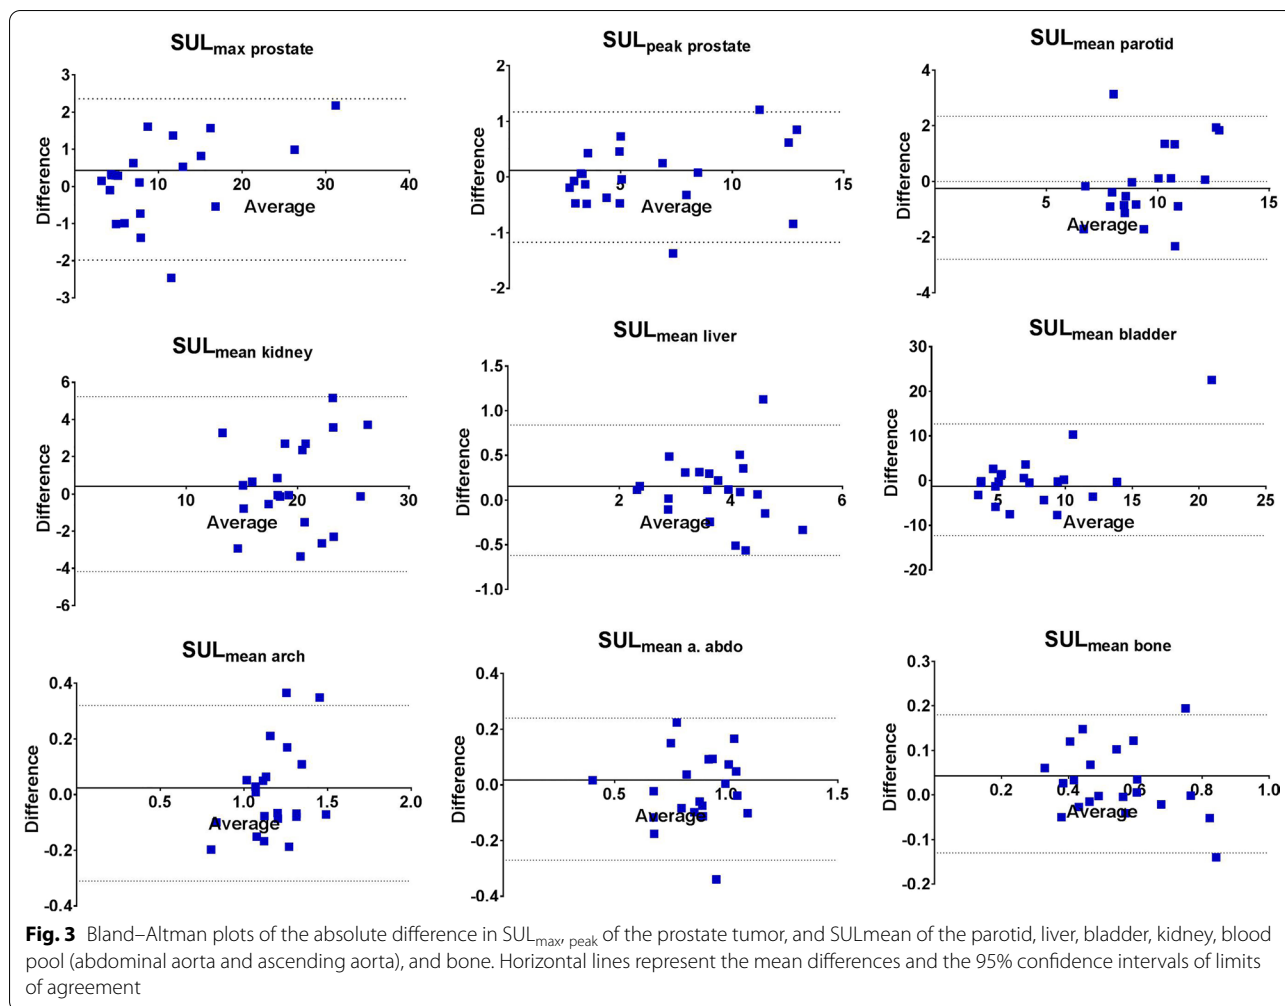 SULmax prostate
3
2
1
0
-1
-2
-3
10
20
30
40
Difference
Average
SULpeak prostate
2
1
0
-1
-2
5
10
15
Difference
Average
SULmean parotid
4
2
0
-2
-4
5
10
15
Difference
Average
SULmean kidney
6
4
2
0
-2
-4
-6
10
20
30
Difference
Average
SULmean liver
1.5
1.0
0.5
0.0
-0.5
-1.0
2
4
6
Difference
Average
SULmean bladder
30
20
10
0
-10
-20
5
10
15
20
25
Difference
Average
SULmean arch
0.4
0.2
0.0
-0.2
-0.4
0.5
1.0
1.5
2.0
Difference
Average
SULmean a. abdo
0.4
0.2
0.0
-0.2
-0.4
0.5
1.0
1.5
Difference
Average
SULmean bone
0.3
0.2
0.1
0.0
-0.1
-0.2
0.2
0.4
0.6
0.8
1.0
Difference
Average
Fig. 3 Bland–Altman plots of the absolute difference in SULmax, peak of the prostate tumor, and SULmean of the parotid, liver, bladder, kidney, blood
pool (abdominal aorta and ascending aorta), and bone. Horizontal lines represent the mean differences and the 95% confidence intervals of limits
of agreement